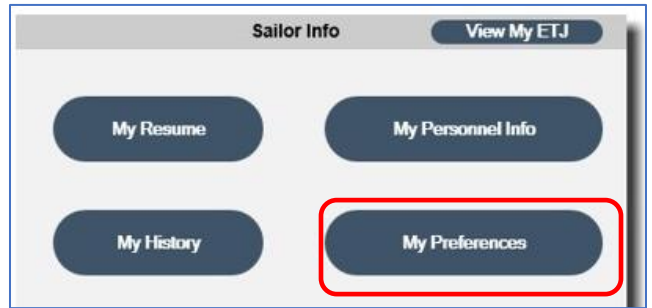 Sailor Info View My ETJ
My Resume My Personnel Info
My History My Preferences